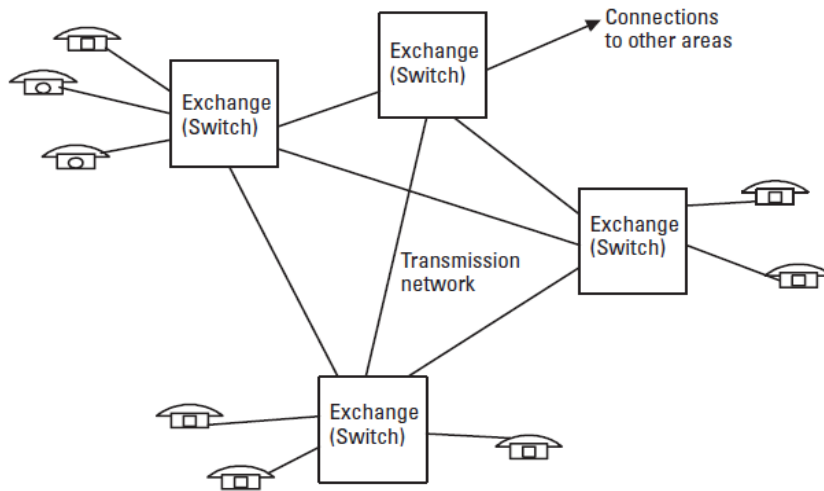 Connections
to other areas
Exchange
(Switch)
Exchange
(Switch)
Exchange
(Switch)
Transmission
network
Exchange
(Switch)